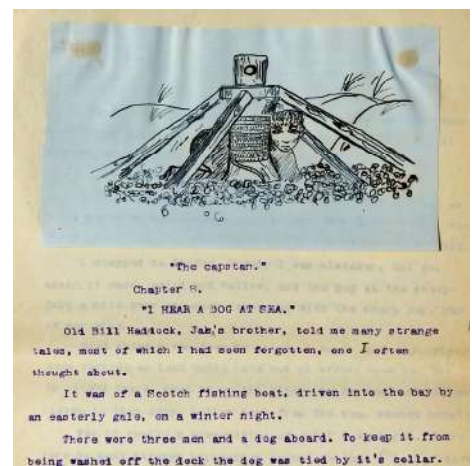 "The capstan."
Chapter 8.
"I HEAR A DOG AT SEA."
Old Bill Haddock, Jak's brother, told me many strange
tales, most of which I had soon forgotten, one I often
thought about.
It was of a Scotch fishing boat, driven into the bay by
an easterly gale, on a winter night.
There were three men and a dog aboard. To keep it from
being washed off the deck the dog was tied by it's collar.